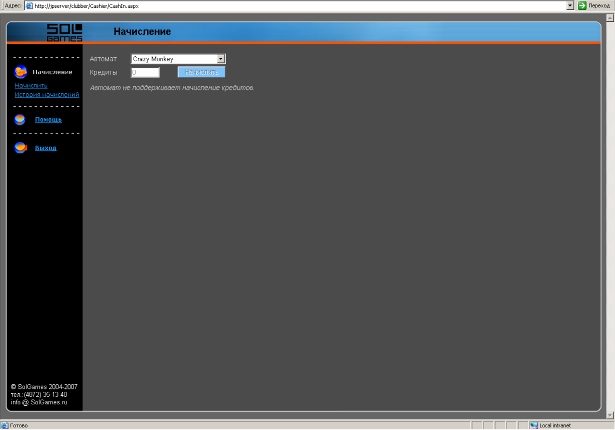 Адрес: http://ipserver/clubber/Cashier/CashIn.aspx Переход
SOL
GAMES
Начисление
Начисление
Начислить
История начислений
Помощь
Выход
Автомат Crazy Monkey
Кредиты 0 Начислить
Автомат не поддерживает начисление кредитов.
© SolGames 2004-2007
тел.:(4872) 35-13-40
info @ SolGames.ru
Готово Local intranet